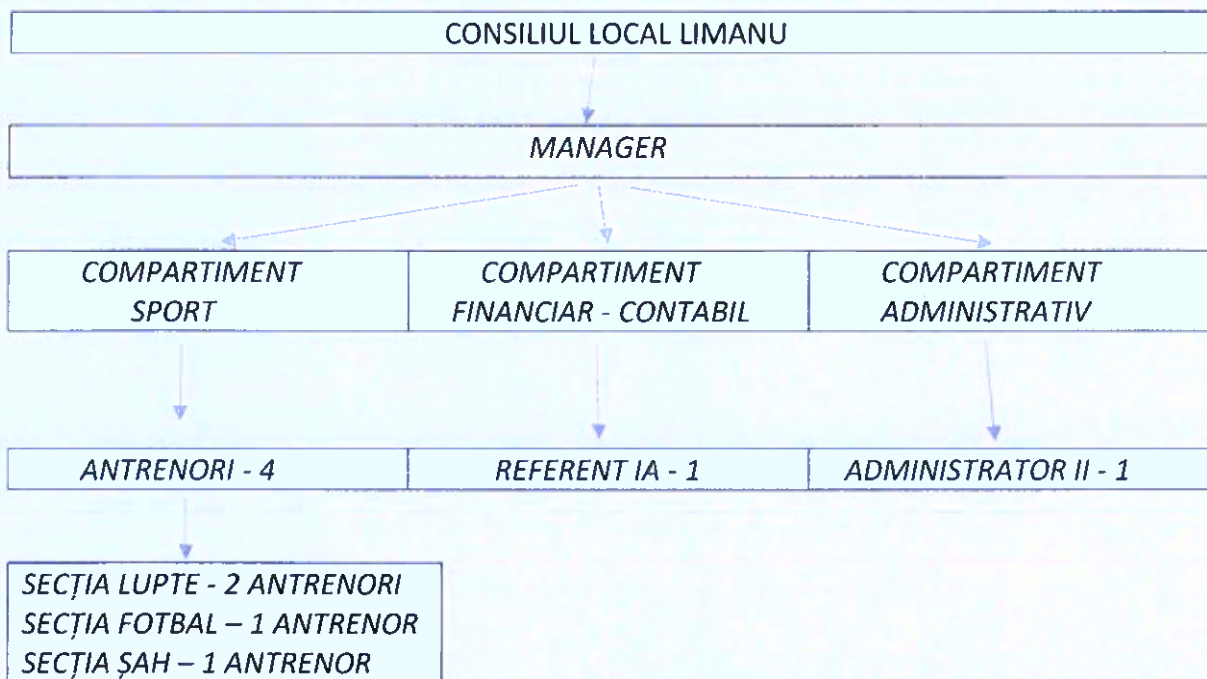 CONSILIUL LOCAL LIMANU
MANAGER
COMPARTIMENT
SPORT
COMPARTIMENT
FINANCIAR - CONTABIL
COMPARTIMENT
ADMINISTRATIV
ANTRENORI - 4
REFERENT IA - 1
ADMINISTRATOR II - 1
SECȚIA LUPTE - 2 ANTRENORI
SECȚIA FOTBAL – 1 ANTRENOR
SECȚIA ȘAH – 1 ANTRENOR